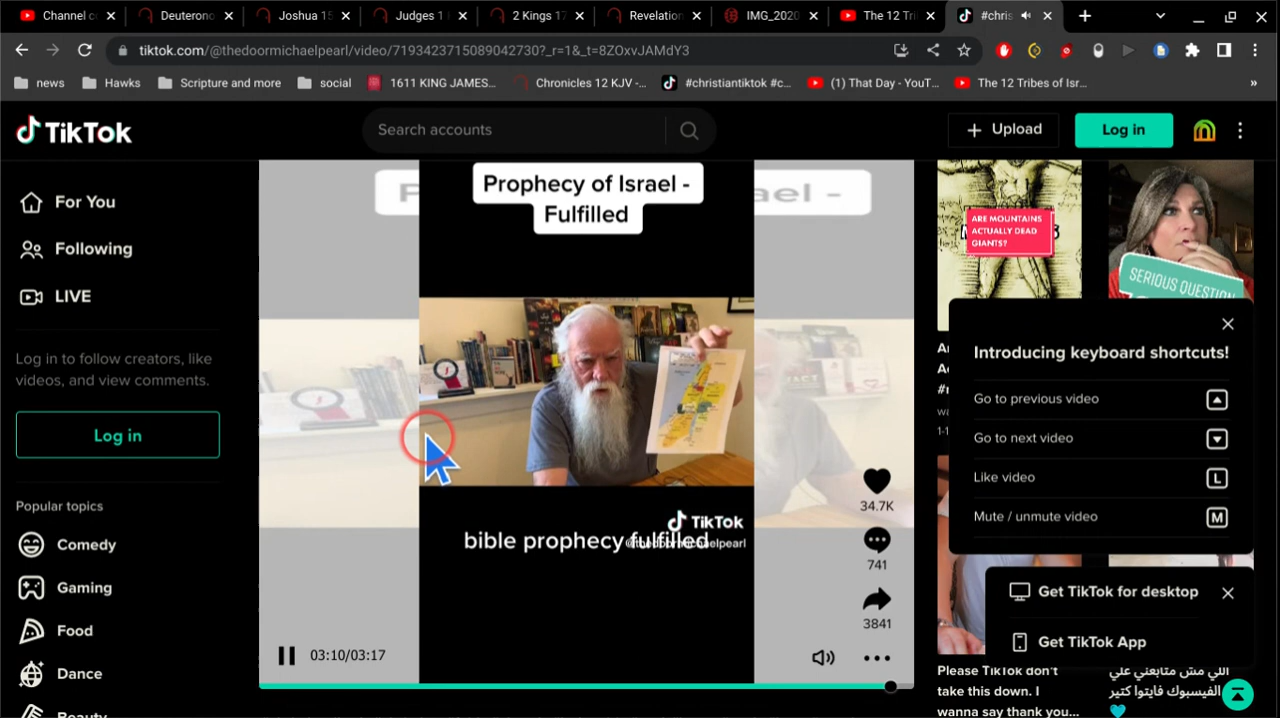 Channel c
Deuterono
Joshua 15
Judges 1
2 Kings 17
Revelation
IMG_2020
The 12 Tri
#chris
tiktok.com/@thedoormichaelpearl/video/7193423715089042730?_r=1&_t=8ZOxvJAMdY3
news
Hawks
Scripture and more
social
1611 KING JAMES...
Chronicles 12 KJV -...
#christiantiktok #c...
(1) That Day - YouT...
The 12 Tribes of Isr...
»
TikTok
Search accounts
Upload
Log in
For You
Following
LIVE
Log in to follow creators, like
videos, and view comments.
Log in
Popular topics
Comedy
Gaming
Food
Dance
Beauty
Prophecy of Israel -
Fulfilled
TikTok
@thedoormichaelpearl
bible prophecy fulfilled
34.7K
741
3841
03:10/03:17
ARE MOUNTAINS
ACTUALLY DEAD
GIANTS?
SERIOUS QUESTION
Introducing keyboard shortcuts!
Go to previous video
Go to next video
Like video
L
Mute / unmute video
M
Get TikTok for desktop
Get TikTok App
Please TikTok don't
take this down. I
wanna say thank you...
اللي مش متابعني علي
الفيسبوك فايتوا كتير